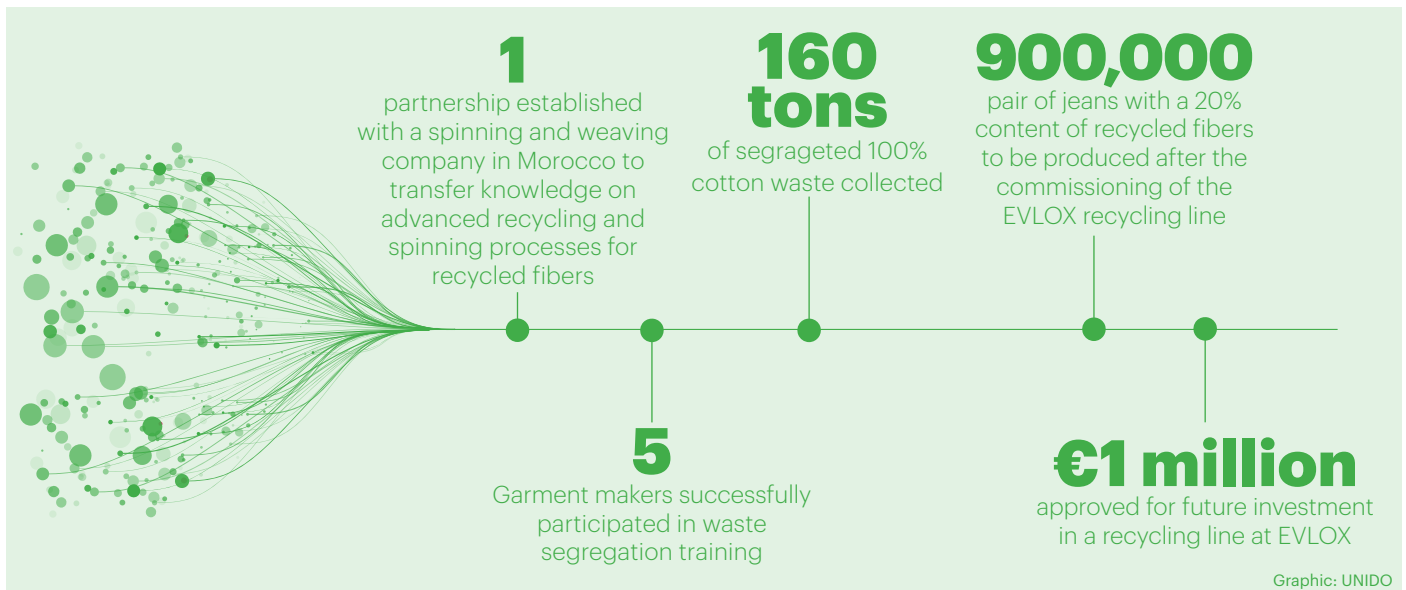 1
partnership established
with a spinning and weaving
company in Morocco to
transfer knowledge on
advanced recycling and
spinning processes for
recycled fibers
5
Garment makers successfully
participated in waste
segregation training
160
tons
of segrageted 100%
cotton waste collected
900,000
pair of jeans with a 20%
content of recycled fibers
to be produced after the
commissioning of the
EVLOX recycling line
€1 million
approved for future investment
in a recycling line at EVLOX
Graphic: UNIDO